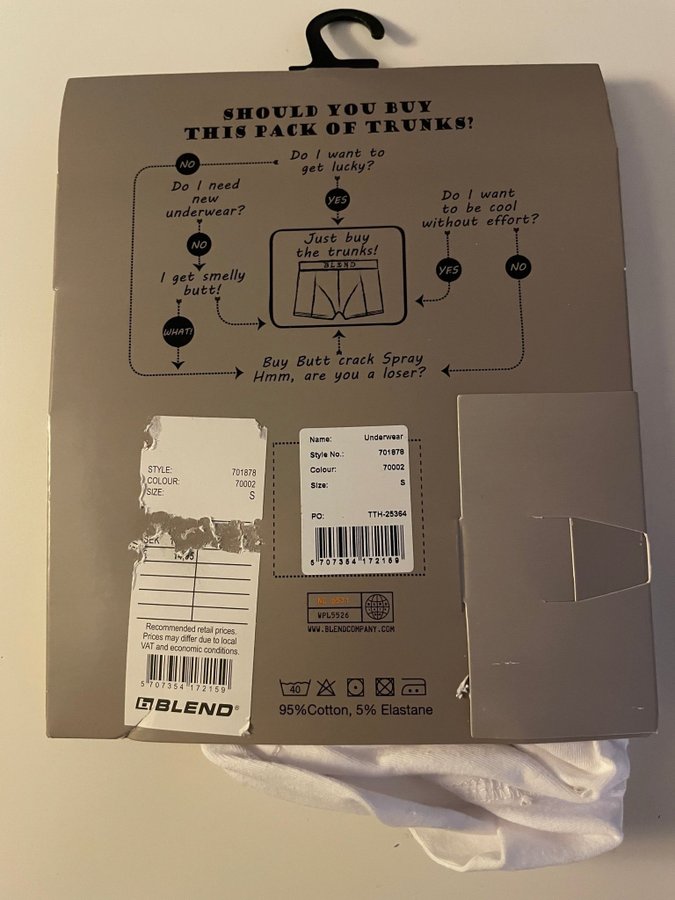 SHOULD YOU BUY
THIS PACK OF TRUNKS?
Do I want to
get lucky?
NO
YES
Do I need
new
underwear?
NO
I get smelly
butt!
WHAT!
Just buy
the trunks!
BLEND
Do I want
to be cool
without effort?
YES
NO
Buy Butt crack Spray
Hmm, are you a loser?
STYLE: 701878
COLOUR: 70002
SIZE: S
Recommended retail prices.
Prices may differ due to local
VAT and economic conditions.
5 707354 172159
BLEND®
Name: Underwear
Style No.: 701878
Colour: 70002
Size: S
PO: TTH-25364
5 707354 172159
WPL5526
WWW.BLENDCOMPANY.COM
40
95%Cotton, 5% Elastane